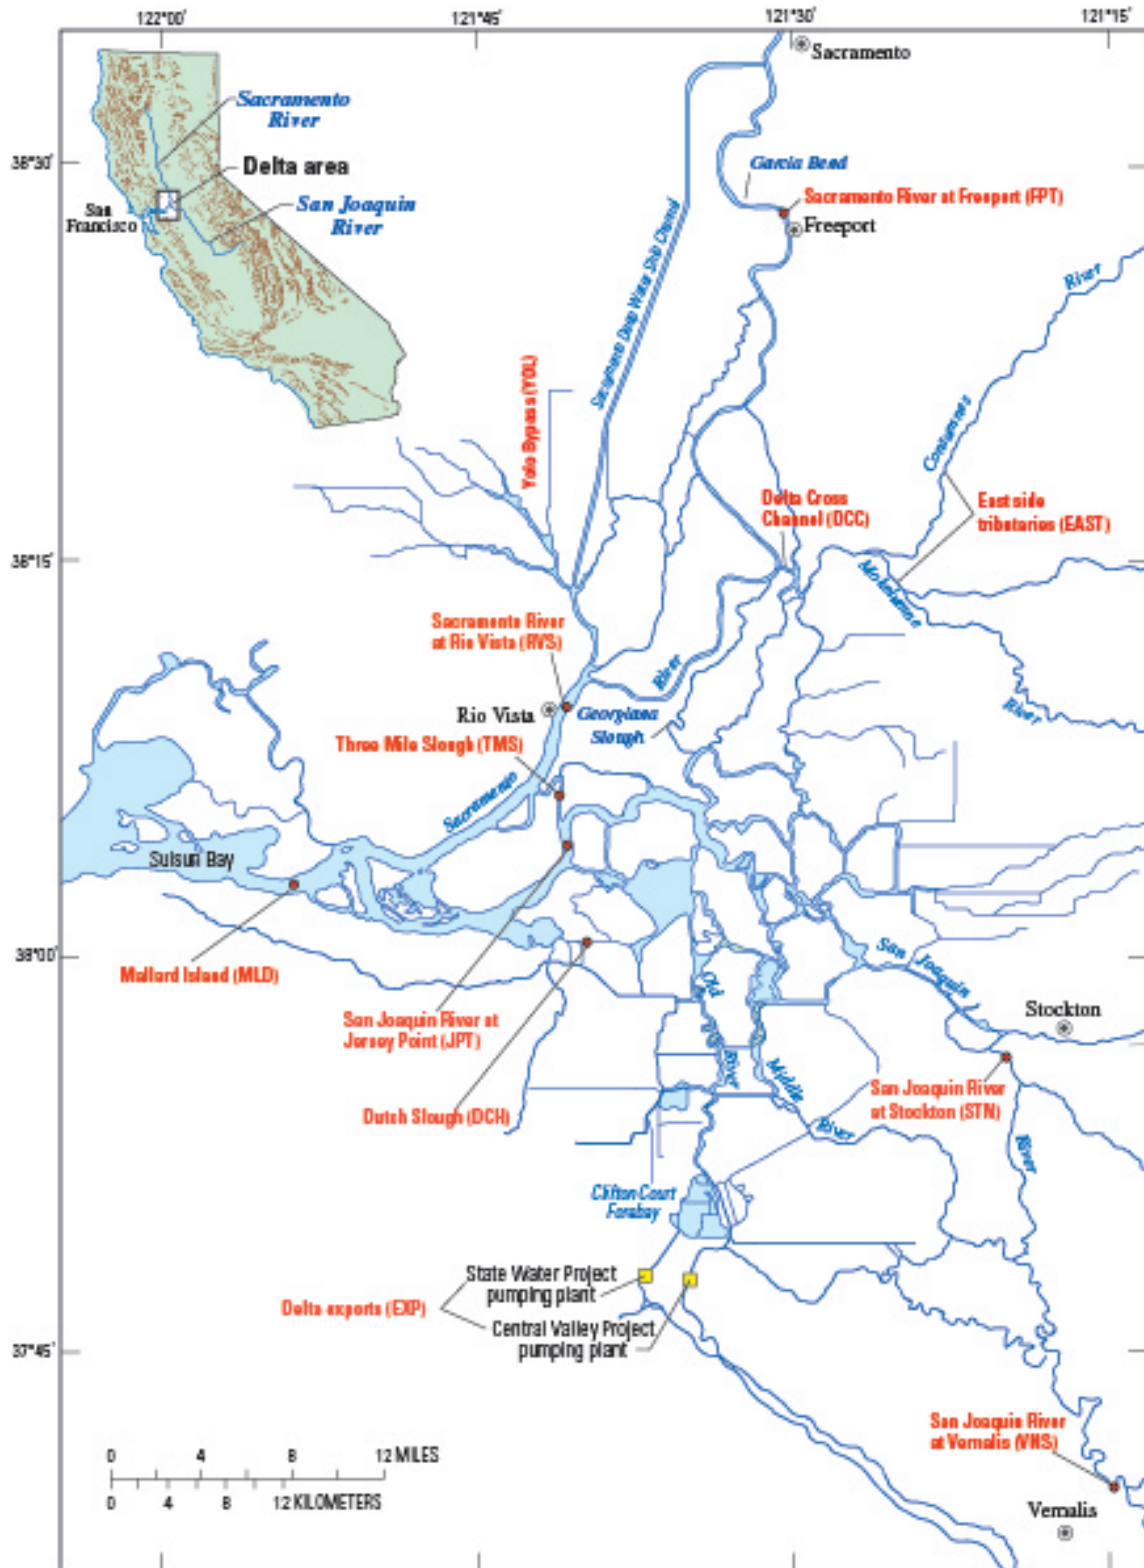 122°00' 121°45' 121°30' 121°15'
Sacramento
Sacramento
River
38°30'
Delta area
Garcia Bend
San
Francisco
San Joaquin
River
Sacramento River at Freeport (FPT)
Freeport
Sacramento Deep Water Ship Channel
River
Yolo Bypass (YOL)
Cosumnes
Delta Cross
Channel (DCC)
East side
tributaries (EAST)
38°15'
Mokelumne
Sacramento River
at Rio Vista (RVS)
River
River
Rio Vista
Georgiana
Slough
Three Mile Slough (TMS)
Sacramento
Suisun Bay
38°00'
San Joaquin
Mallard Island (MLD)
Old
Stockton
San Joaquin River at
Jersey Point (JPT)
River
Middle
San Joaquin River
at Stockton (STN)
Dutch Slough (DCH)
River
River
Clifton Court
Forebay
State Water Project
pumping plant
Delta exports (EXP)
Central Valley Project
pumping plant
37°45'
San Joaquin River
at Vernalis (VNS)
0 4 8 12 MILES
0 4 8 12 KILOMETERS
Vernalis